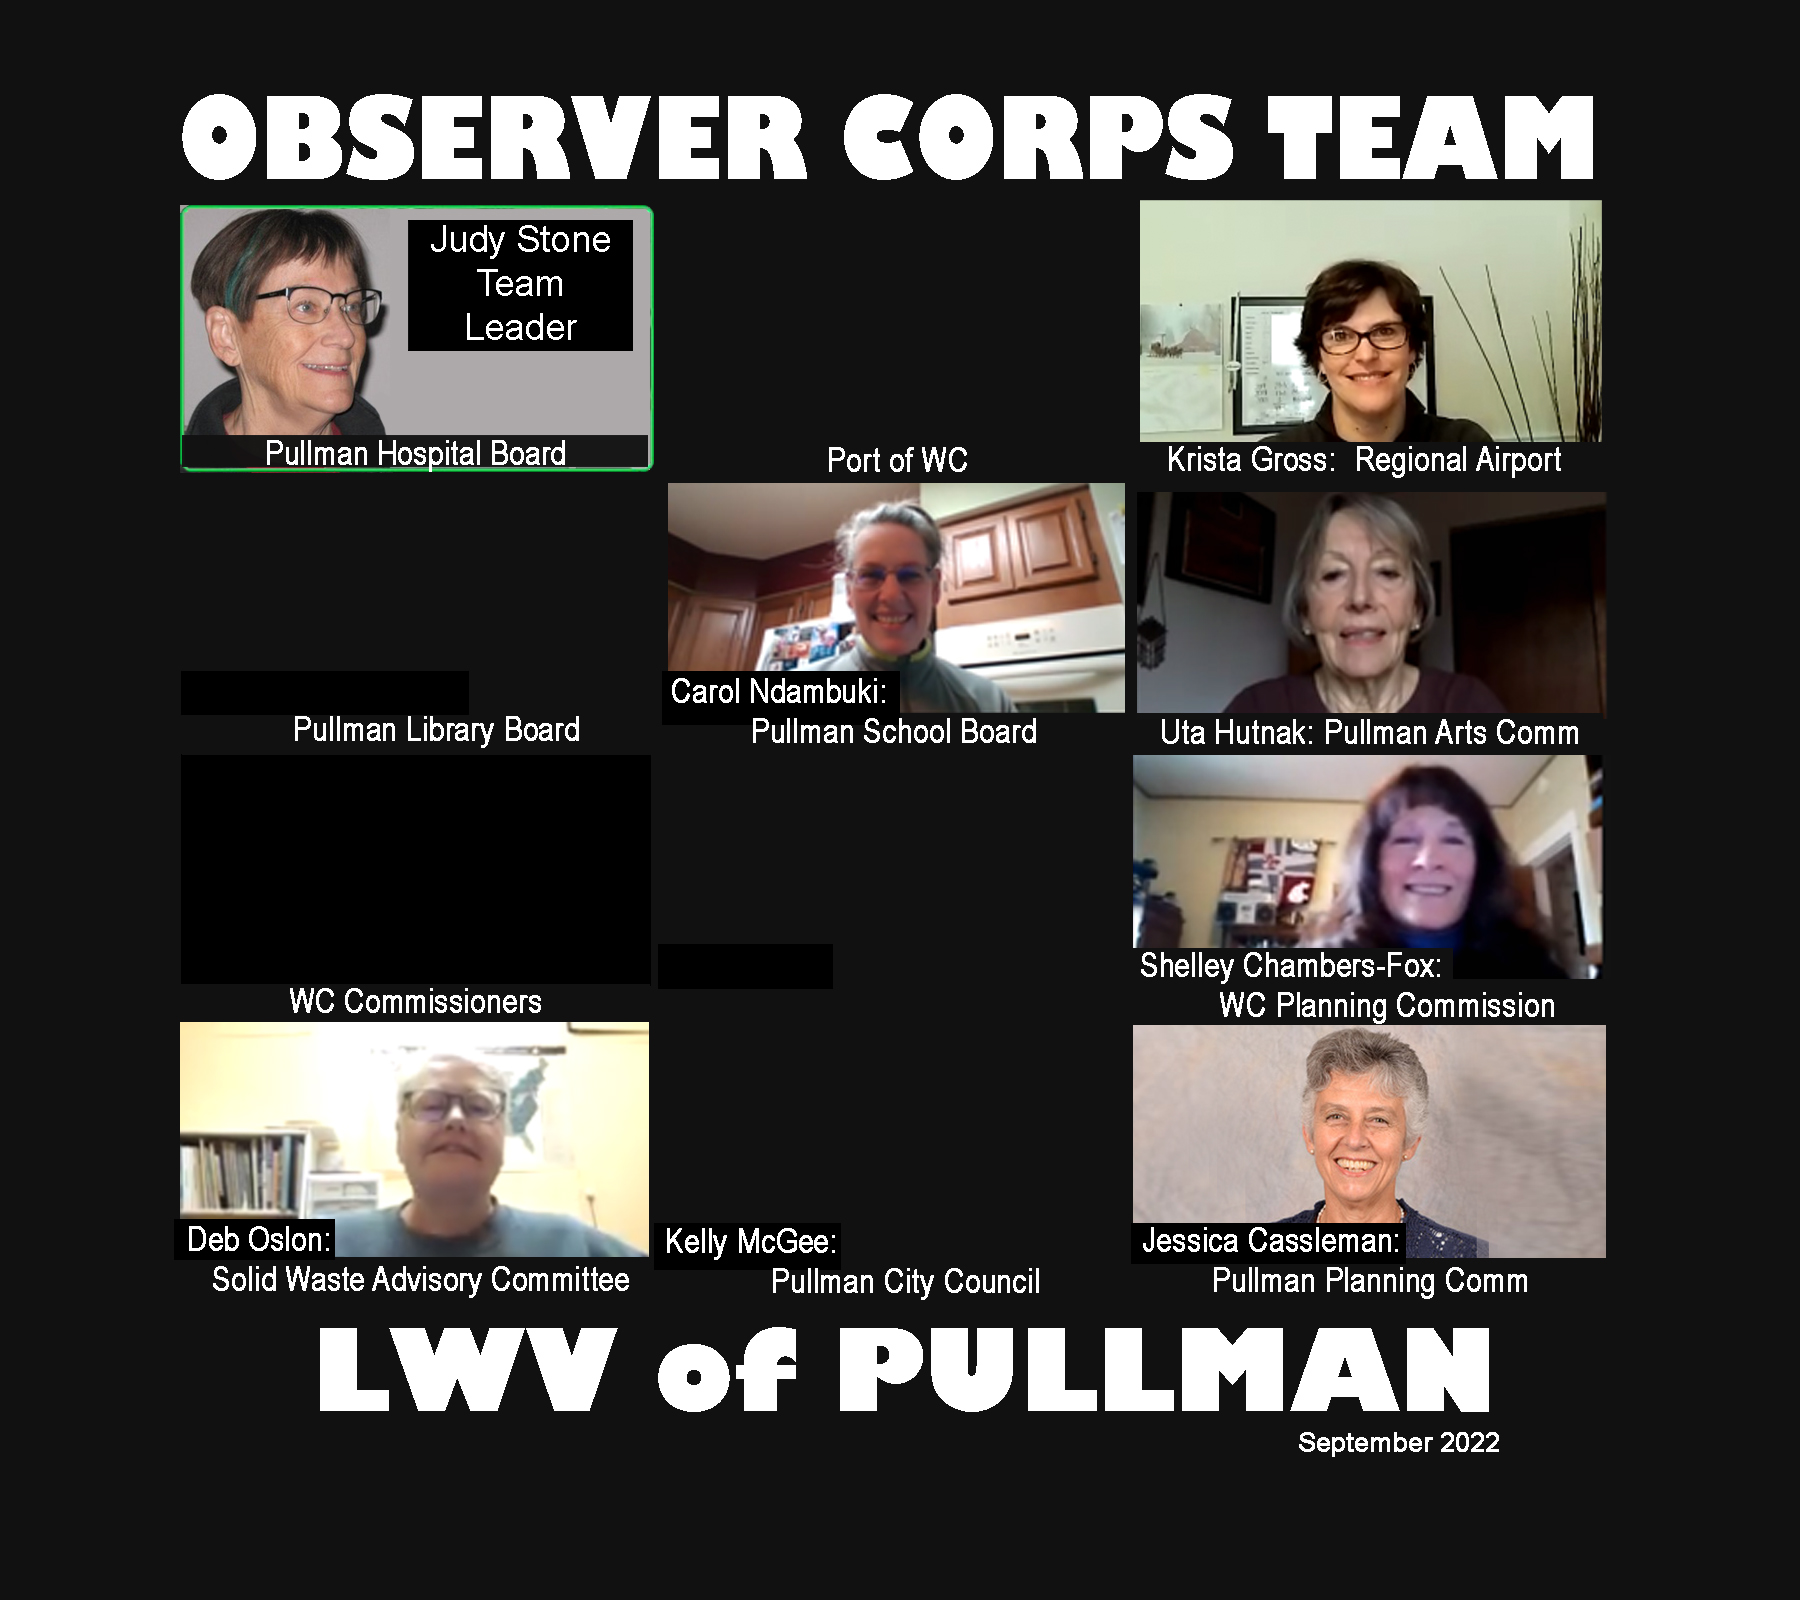 OBSERVER CORPS TEAM
Judy Stone
Team
Leader
Pullman Hospital Board
Port of WC
Krista Gross: Regional Airport
Pullman Library Board
Carol Ndambuki:
Pullman School Board
Uta Hutnak: Pullman Arts Comm
WC Commissioners
Shelley Chambers-Fox:
WC Planning Commission
Deb Oslon:
Solid Waste Advisory Committee
Kelly McGee:
Pullman City Council
Jessica Cassleman:
Pullman Planning Comm
LWV of PULLMAN
September 2022